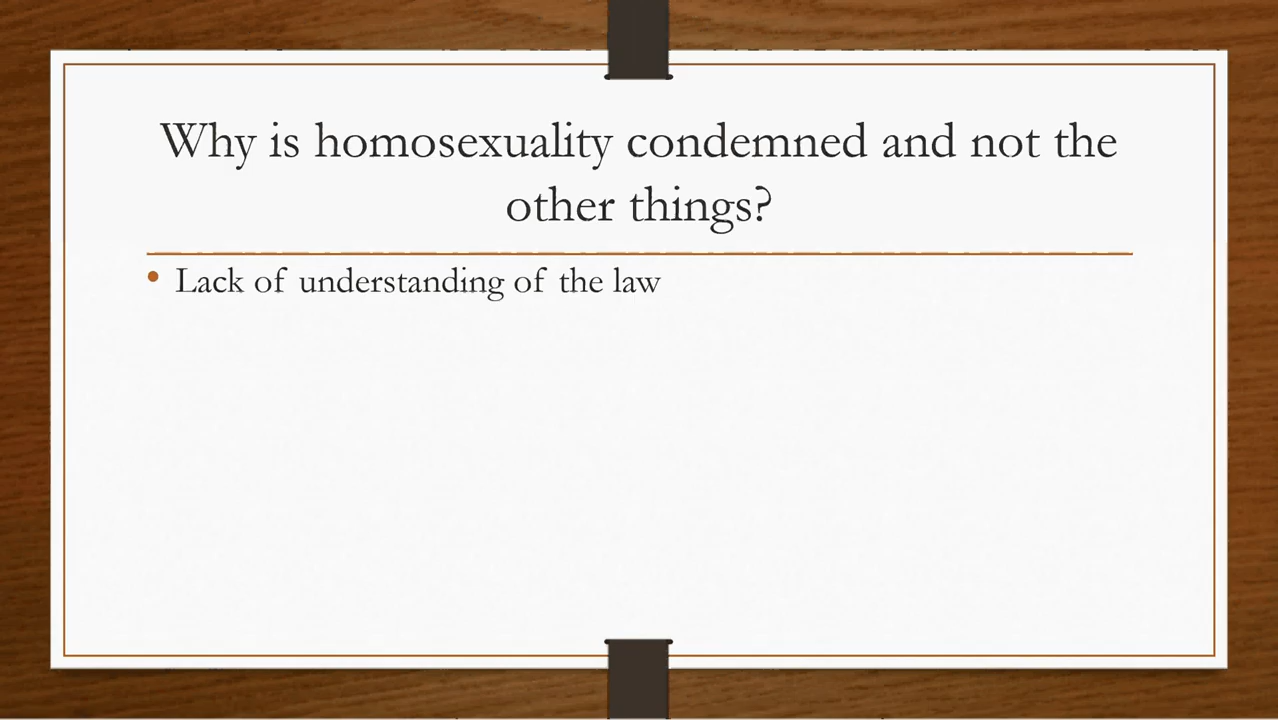 Why is homosexuality condemned and not the
other things?
• Lack of understanding of the law